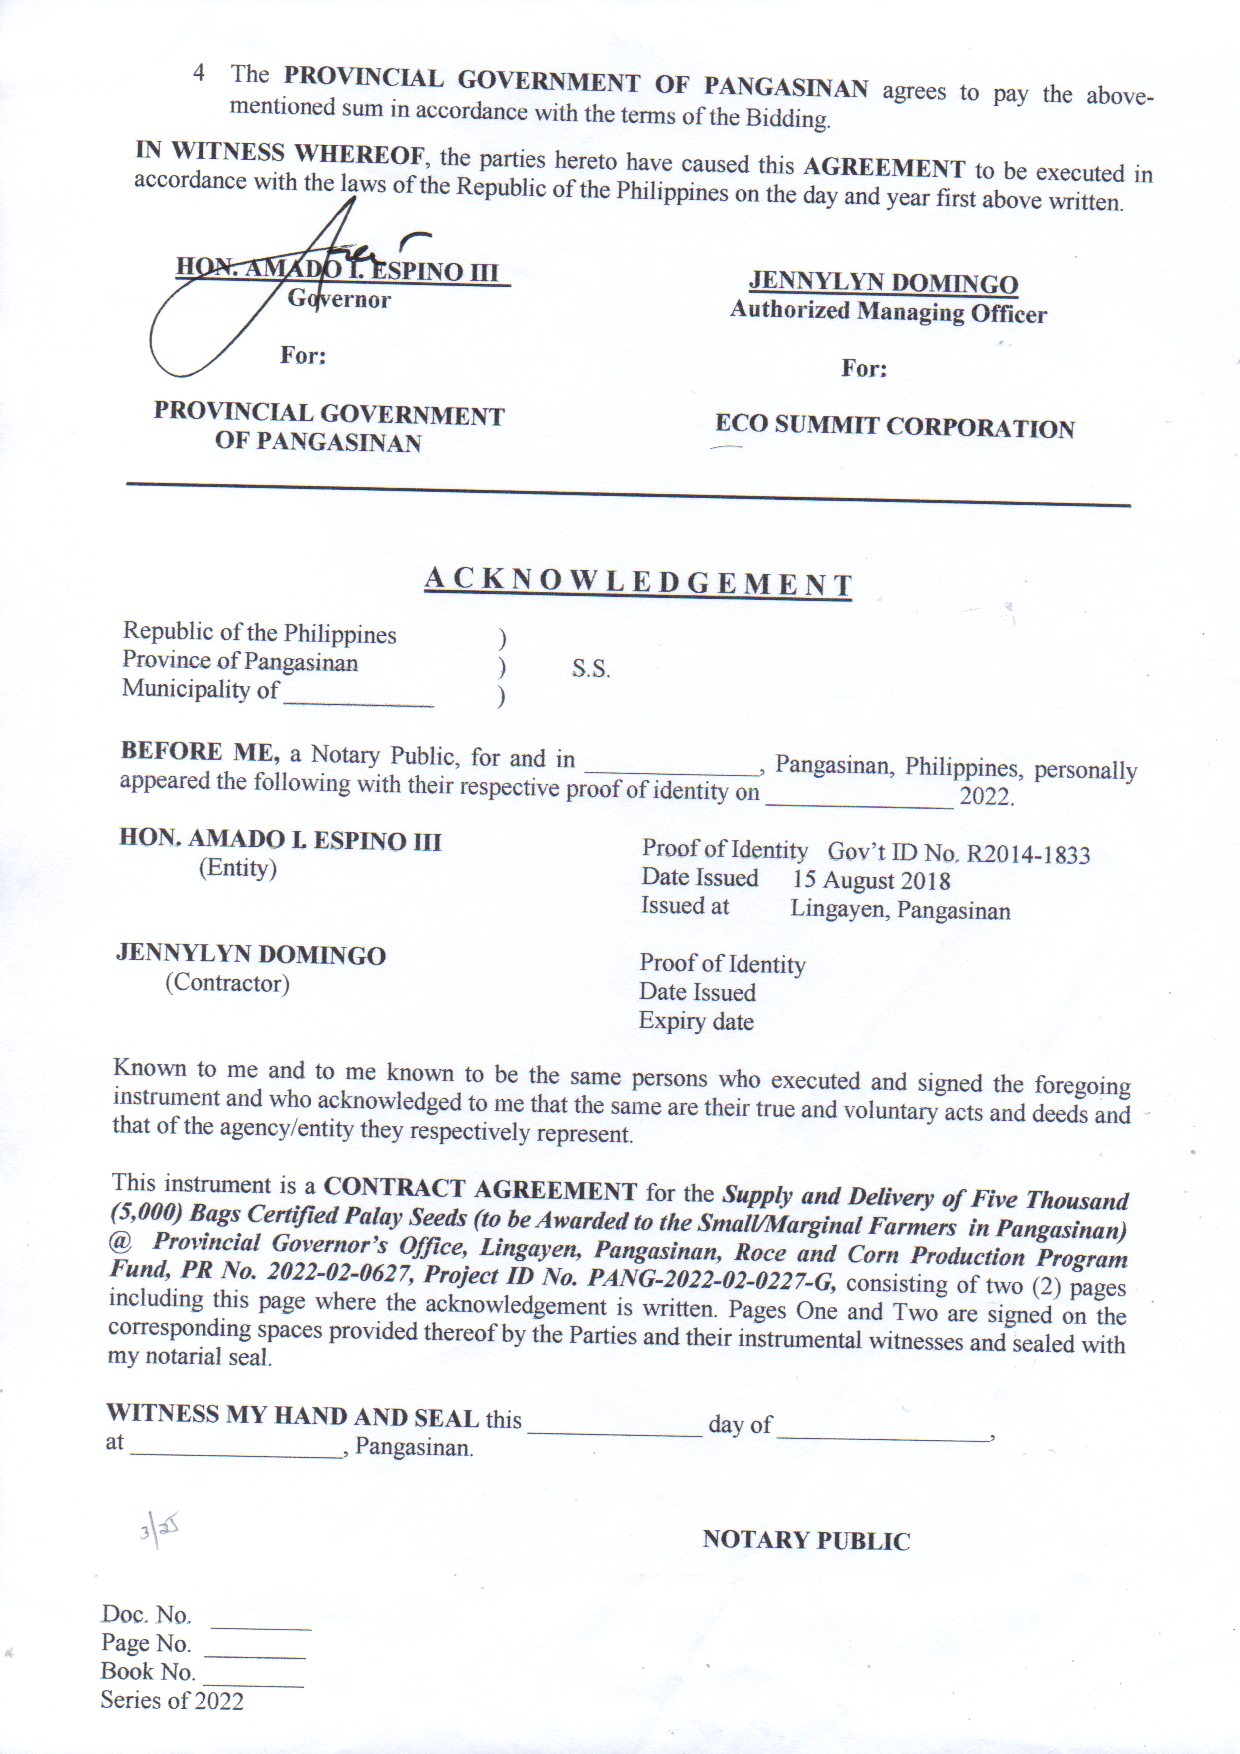 4 The PROVINCIAL GOVERNMENT OF PANGASINAN agrees to pay the above-
mentioned sum in accordance with the terms of the Bidding.
IN WITNESS WHEREOF, the parties hereto have caused this AGREEMENT to be executed in
accordance with the laws of the Republic of the Philippines on the day and year first above written.
HON. AMADO I. ESPINO III
Governor
For:
PROVINCIAL GOVERNMENT
OF PANGASINAN
JENNYLYN DOMINGO
Authorized Managing Officer
For:
ECO SUMMIT CORPORATION
ACKNOWLEDGEMENT
Republic of the Philippines )
Province of Pangasinan ) S.S.
Municipality of ____________ )
BEFORE ME, a Notary Public, for and in ______________, Pangasinan, Philippines, personally
appeared the following with their respective proof of identity on _______________ 2022.
HON. AMADO I. ESPINO III
(Entity)
Proof of Identity Gov't ID No. R2014-1833
Date Issued 15 August 2018
Issued at Lingayen, Pangasinan
JENNYLYN DOMINGO
(Contractor)
Proof of Identity
Date Issued
Expiry date
Known to me and to me known to be the same persons who executed and signed the foregoing
instrument and who acknowledged to me that the same are their true and voluntary acts and deeds and
that of the agency/entity they respectively represent.
This instrument is a CONTRACT AGREEMENT for the Supply and Delivery of Five Thousand
(5,000) Bags Certified Palay Seeds (to be Awarded to the Small/Marginal Farmers in Pangasinan)
@ Provincial Governor's Office, Lingayen, Pangasinan, Roce and Corn Production Program
Fund, PR No. 2022-02-0627, Project ID No. PANG-2022-02-0227-G, consisting of two (2) pages
including this page where the acknowledgement is written. Pages One and Two are signed on the
corresponding spaces provided thereof by the Parties and their instrumental witnesses and sealed with
my notarial seal.
WITNESS MY HAND AND SEAL this ______________ day of _________________,
at _________________, Pangasinan.
3/25
NOTARY PUBLIC
Doc. No. ________
Page No. ________
Book No. ________
Series of 2022